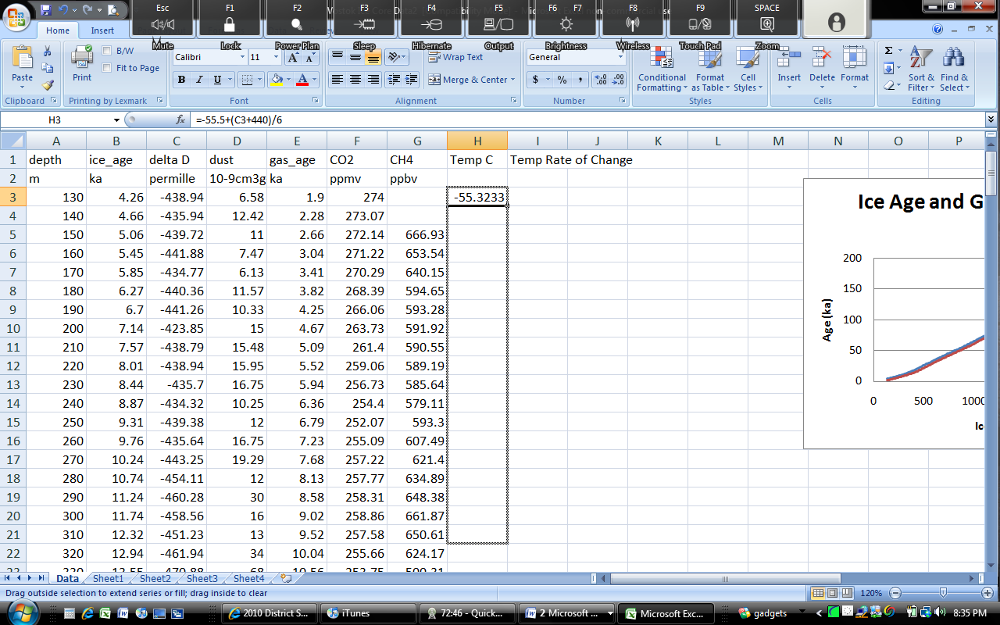 Esc F1 F2 F3 F4 F5 F6 F7 F8 F9 SPACE
Mute Lock Power Plan Sleep Hibernate Output Brightness Wireless Touch Pad Zoom
Home Insert
Paste
Print
B/W
Fit to Page
Calibri 11
B I U
Wrap Text
Merge & Center
General
$ % ,
Conditional Formatting
Format as Table
Cell Styles
Insert Delete Format
Sort & Filter
Find & Select
Clipboard Printing by Lexmark Font Alignment Number Styles Cells Editing
H3 fx =-55.5+(C3+440)/6
A B C D E F G H I J K L M N O P
1 depth ice_age delta D dust gas_age CO2 CH4 Temp C Temp Rate of Change
2 m ka permille 10-9cm3g ka ppmv ppbv
3 130 4.26 -438.94 6.58 1.9 274 -55.3233
4 140 4.66 -435.94 12.42 2.28 273.07
5 150 5.06 -439.72 11 2.66 272.14 666.93
6 160 5.45 -441.88 7.47 3.04 271.22 653.54
7 170 5.85 -434.77 6.13 3.41 270.29 640.15
8 180 6.27 -440.36 11.57 3.82 268.39 594.65
9 190 6.7 -441.26 10.33 4.25 266.06 593.28
10 200 7.14 -423.85 15 4.67 263.73 591.92
11 210 7.57 -438.79 15.48 5.09 261.4 590.55
12 220 8.01 -438.94 15.95 5.52 259.06 589.19
13 230 8.44 -435.7 16.75 5.94 256.73 585.64
14 240 8.87 -434.32 10.25 6.36 254.4 579.11
15 250 9.31 -439.38 12 6.79 252.07 593.3
16 260 9.76 -435.64 16.75 7.23 255.09 607.49
17 270 10.24 -443.25 19.29 7.68 257.22 621.4
18 280 10.74 -454.11 12 8.13 257.77 634.89
19 290 11.24 -460.28 30 8.58 258.31 648.38
20 300 11.74 -458.56 16 9.02 258.86 661.87
21 310 12.32 -451.23 13 9.52 257.58 650.61
22 320 12.94 -461.94 34 10.04 255.66 624.17
Ice Age and G
200
150
100
50
0
Age (ka)
0 500 1000
Ic
Data Sheet1 Sheet2 Sheet3 Sheet4
Drag outside selection to extend series or fill; drag inside to clear
120%
2010 District S... iTunes 72:46 - Quick... 2 Microsoft ... Microsoft Exc... gadgets 8:35 PM